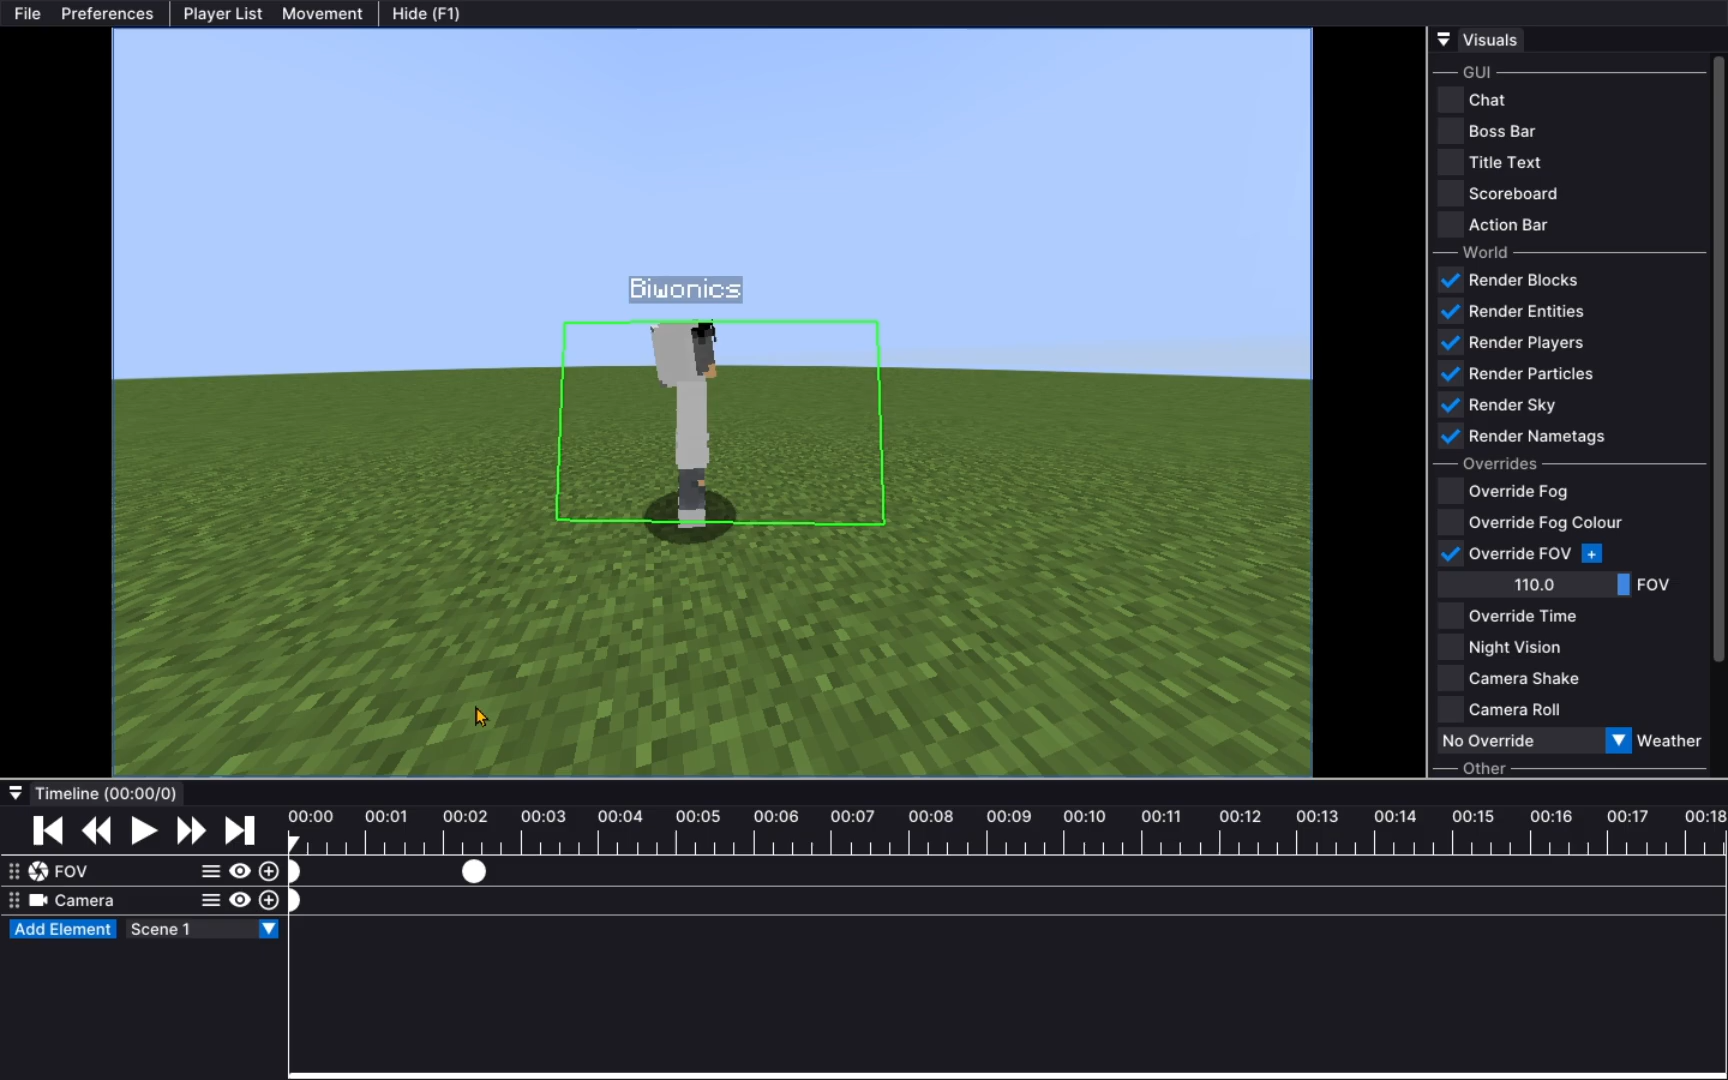 File Preferences Player List Movement Hide (F1)
Biwonics
Visuals
GUI
Chat
Boss Bar
Title Text
Scoreboard
Action Bar
World
Render Blocks
Render Entities
Render Players
Render Particles
Render Sky
Render Nametags
Overrides
Override Fog
Override Fog Colour
Override FOV +
110.0 FOV
Override Time
Night Vision
Camera Shake
Camera Roll
No Override Weather
Other
Timeline (00:00/0)
00:00 00:01 00:02 00:03 00:04 00:05 00:06 00:07 00:08 00:09 00:10 00:11 00:12 00:13 00:14 00:15 00:16 00:17 00:18
FOV
Camera
Add Element Scene 1